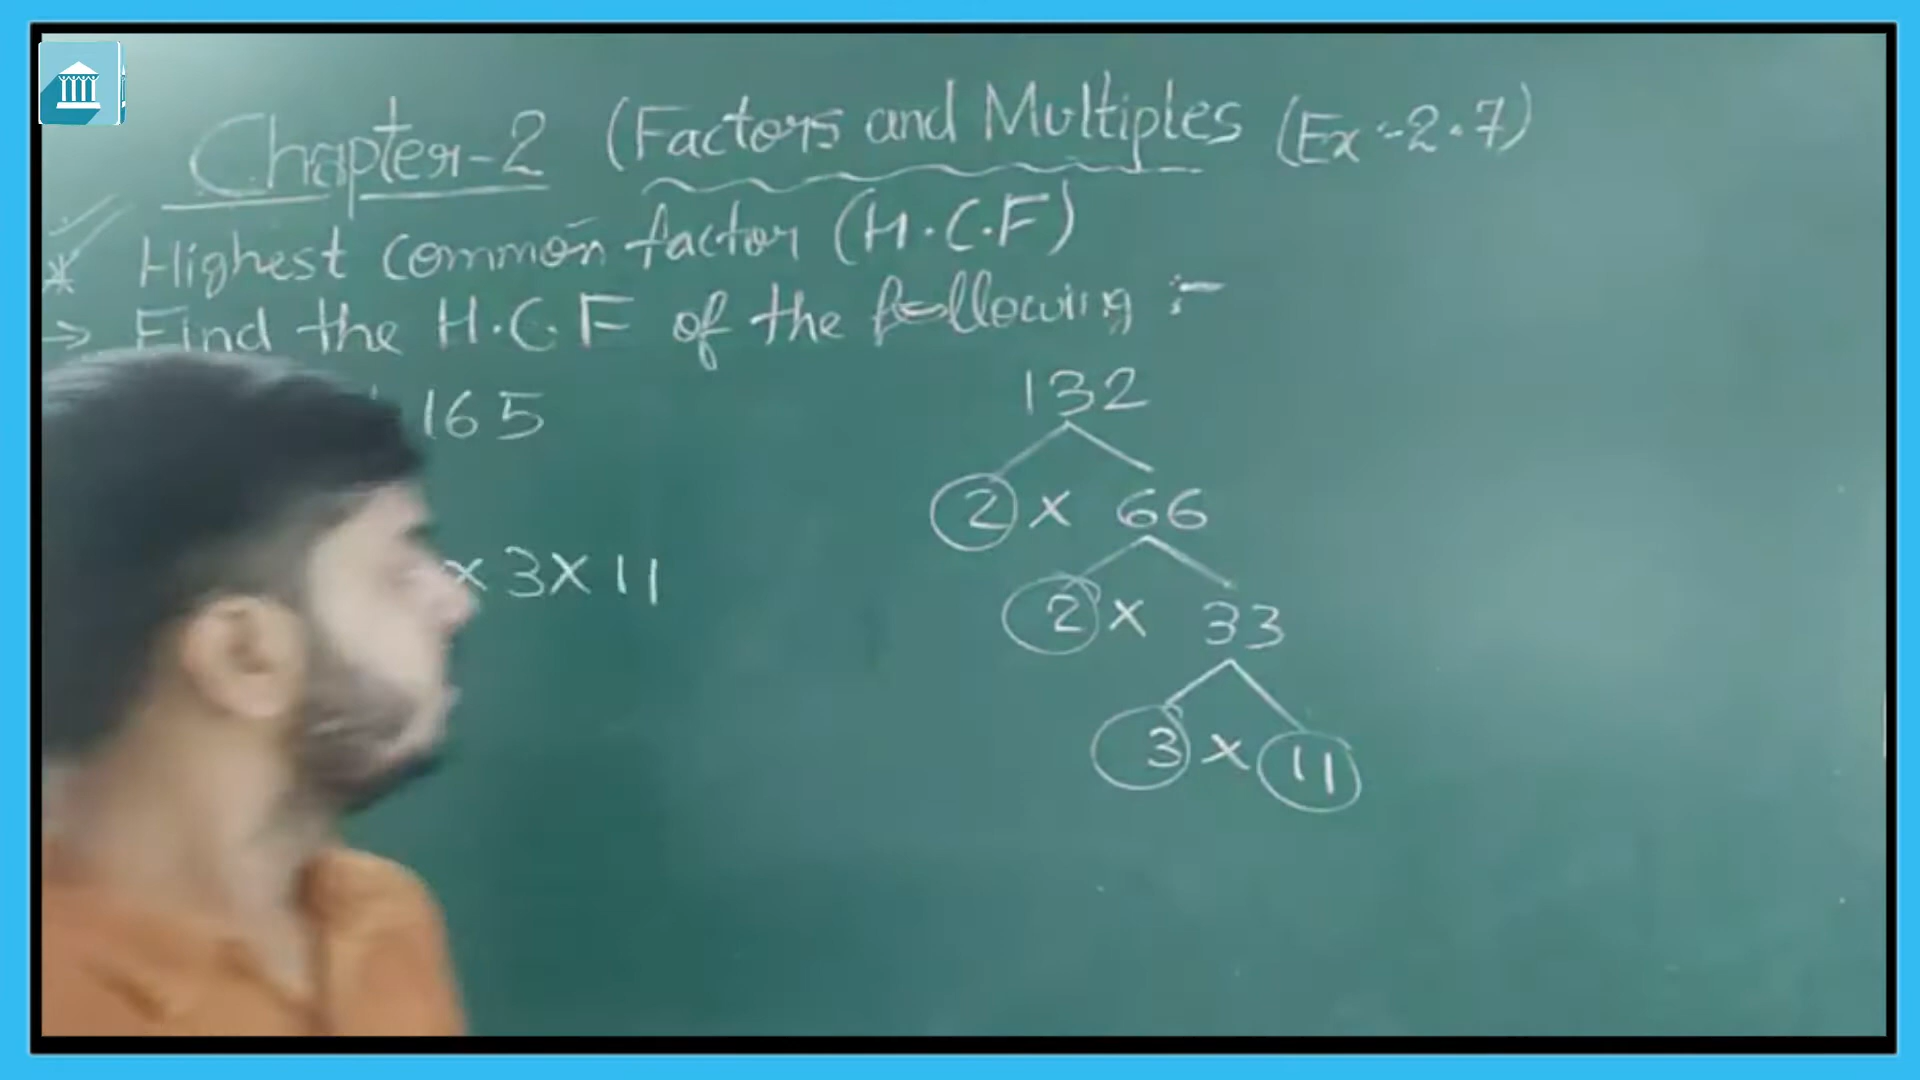 Chapter-2 (Factors and Multiples (Ex:-2.7)
* Highest common factor (H.C.F)
→ Find the H.C.F of the following :-
165
132
2 x 66
x 3 x 11
2 x 33
3 x 11